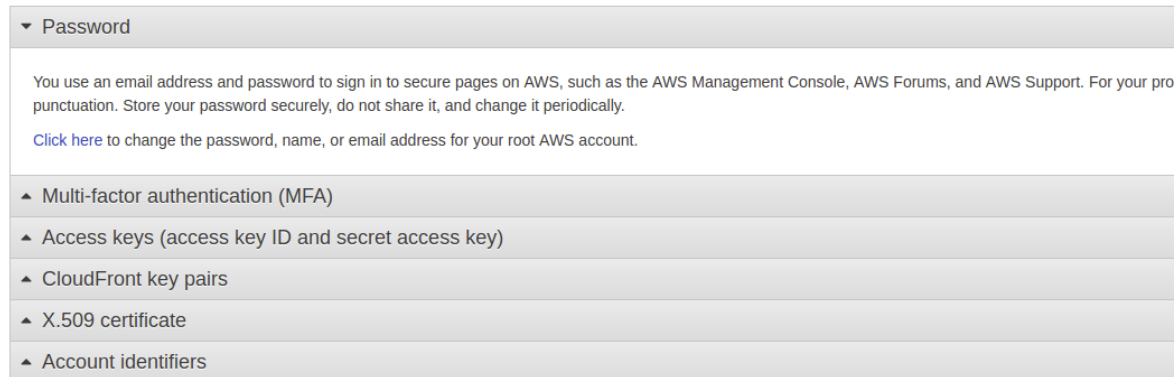 Password
You use an email address and password to sign in to secure pages on AWS, such as the AWS Management Console, AWS Forums, and AWS Support. For your pro
punctuation. Store your password securely, do not share it, and change it periodically.
Click here to change the password, name, or email address for your root AWS account.
Multi-factor authentication (MFA)
Access keys (access key ID and secret access key)
CloudFront key pairs
X.509 certificate
Account identifiers